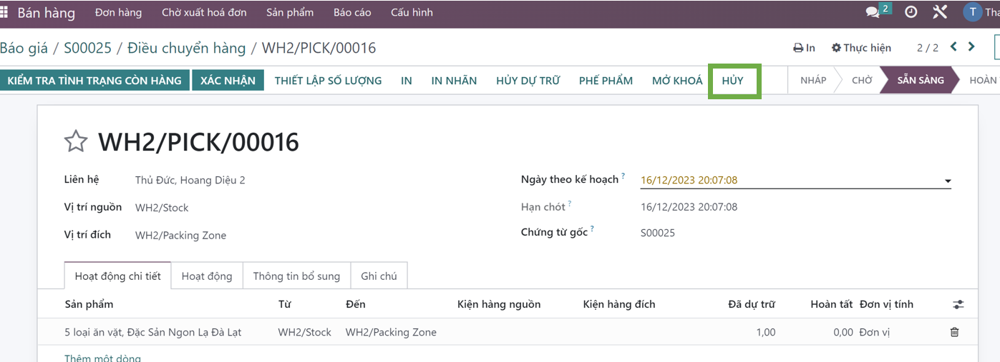 Bán hàng Đơn hàng Chờ xuất hoá đơn Sản phẩm Báo cáo Cấu hình 2 T
Báo giá / S00025 / Điều chuyển hàng / WH2/PICK/00016 In Thực hiện 2 / 2
KIỂM TRA TÌNH TRẠNG CÒN HÀNG XÁC NHẬN THIẾT LẬP SỐ LƯỢNG IN IN NHÃN HỦY DỰ TRỮ PHẾ PHẨM MỞ KHOÁ HỦY NHÁP CHỜ SẴN SÀNG HOÀN
WH2/PICK/00016
Liên hệ Thủ Đức, Hoang Diệu 2 Ngày theo kế hoạch ? 16/12/2023 20:07:08
Vị trí nguồn WH2/Stock Hạn chót ? 16/12/2023 20:07:08
Vị trí đích WH2/Packing Zone Chứng từ gốc ? S00025
Hoạt động chi tiết Hoạt động Thông tin bổ sung Ghi chú
Sản phẩm Từ Đến Kiện hàng nguồn Kiện hàng đích Đã dự trữ Hoàn tất Đơn vị tính
5 loại ăn vặt, Đặc Sản Ngon Lạ Đà Lạt WH2/Stock WH2/Packing Zone 1,00 0,00 Đơn vị
Thêm một dòng